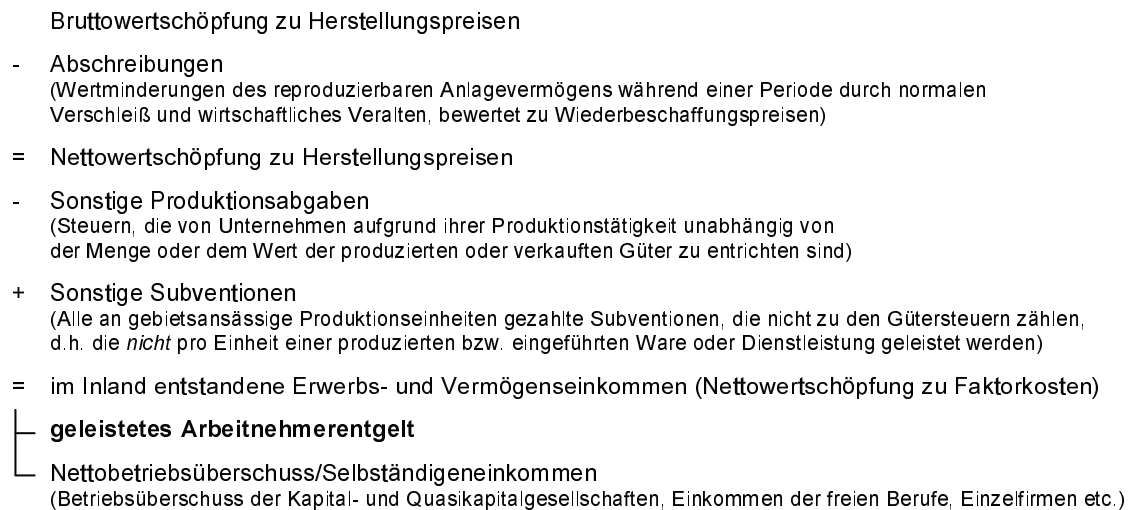 Bruttowertschöpfung zu Herstellungspreisen
- Abschreibungen
(Wertminderungen des reproduzierbaren Anlagevermögens während einer Periode durch normalen
Verschleiß und wirtschaftliches Veralten, bewertet zu Wiederbeschaffungspreisen)
= Nettowertschöpfung zu Herstellungspreisen
- Sonstige Produktionsabgaben
(Steuern, die von Unternehmen aufgrund ihrer Produktionstätigkeit unabhängig von
der Menge oder dem Wert der produzierten oder verkauften Güter zu entrichten sind)
+ Sonstige Subventionen
(Alle an gebietsansässige Produktionseinheiten gezahlte Subventionen, die nicht zu den Gütersteuern zählen,
d.h. die nicht pro Einheit einer produzierten bzw. eingeführten Ware oder Dienstleistung geleistet werden)
= im Inland entstandene Erwerbs- und Vermögenseinkommen (Nettowertschöpfung zu Faktorkosten)
geleistetes Arbeitnehmerentgelt
Nettobetriebsüberschuss/Selbständigeneinkommen
(Betriebsüberschuss der Kapital- und Quasikapitalgesellschaften, Einkommen der freien Berufe, Einzelfirmen etc.)